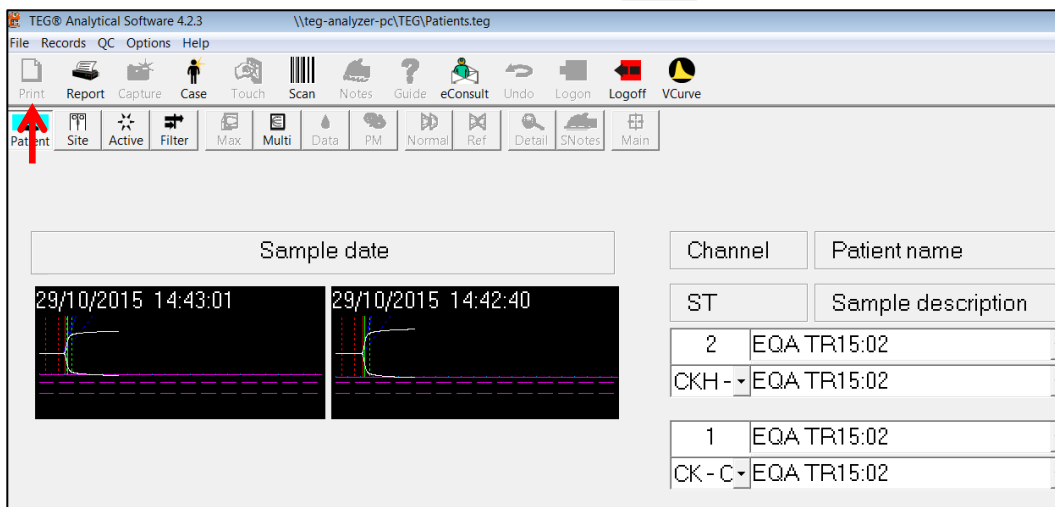 TEG® Analytical Software 4.2.3 \\teg-analyzer-pc\TEG\Patients.teg
File Records QC Options Help
Print Report Capture Case Touch Scan Notes Guide eConsult Undo Logon Logoff VCurve
Patient Site Active Filter Max Multi Data PM Normal Ref Detail SNotes Main
Sample date Channel Patient name
29/10/2015 14:43:01 29/10/2015 14:42:40 ST Sample description
2 EQA TR15:02
CKH - EQA TR15:02
1 EQA TR15:02
CK - C EQA TR15:02